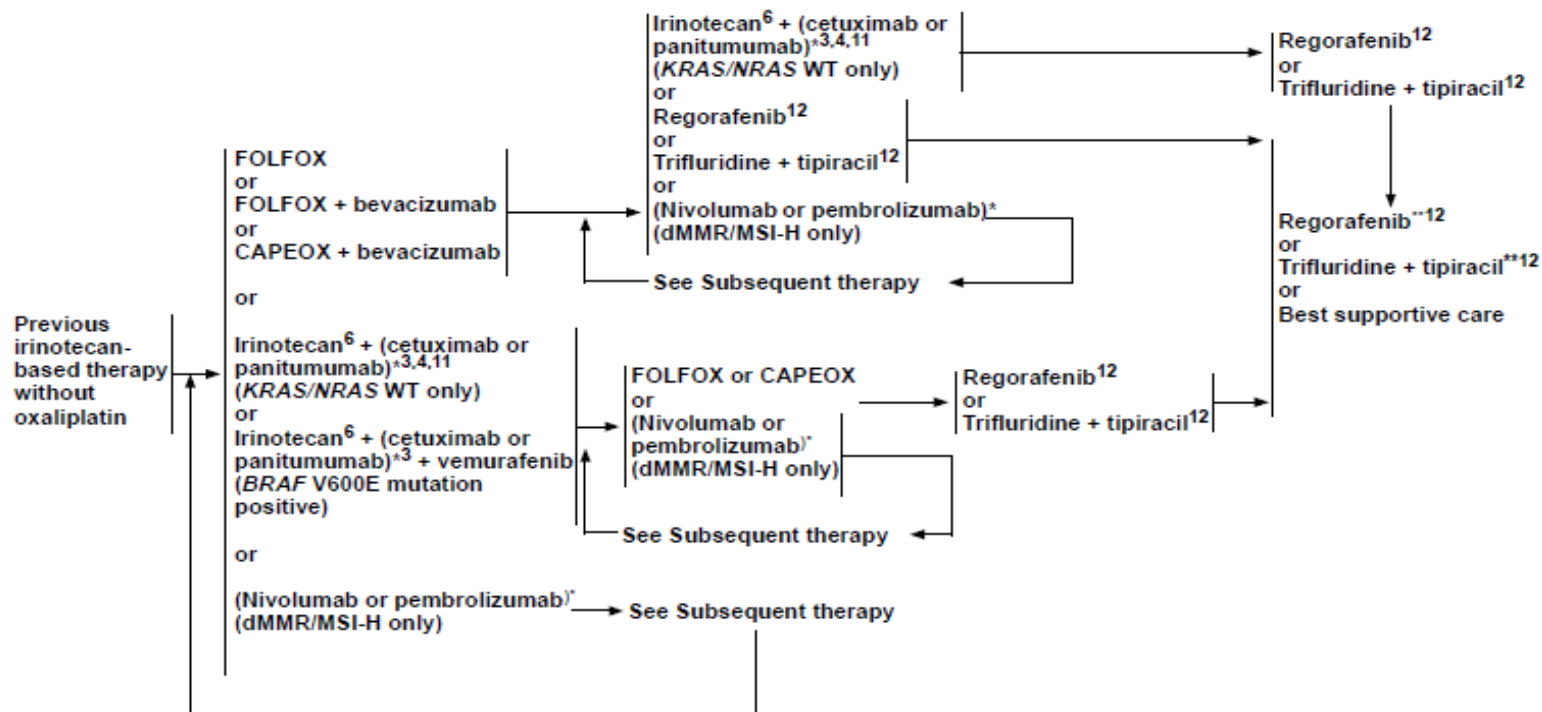 Previous
irinotecan-
based therapy
without
oxaliplatin
FOLFOX
or
FOLFOX + bevacizumab
or
CAPEOX + bevacizumab
or
Irinotecan6 + (cetuximab or
panitumumab)*3,4,11
(KRAS/NRAS WT only)
or
Irinotecan6 + (cetuximab or
panitumumab)*3 + vemurafenib
(BRAF V600E mutation
positive)
or
(Nivolumab or pembrolizumab)*
(dMMR/MSI-H only)
Irinotecan6 + (cetuximab or
panitumumab)*3,4,11
(KRAS/NRAS WT only)
or
Regorafenib12
or
Trifluridine + tipiracil12
or
(Nivolumab or pembrolizumab)*
(dMMR/MSI-H only)
See Subsequent therapy
FOLFOX or CAPEOX
or
(Nivolumab or
pembrolizumab)*
(dMMR/MSI-H only)
See Subsequent therapy
See Subsequent therapy
Regorafenib12
or
Trifluridine + tipiracil12
Regorafenib12
or
Trifluridine + tipiracil12
Regorafenib**12
or
Trifluridine + tipiracil**12
or
Best supportive care